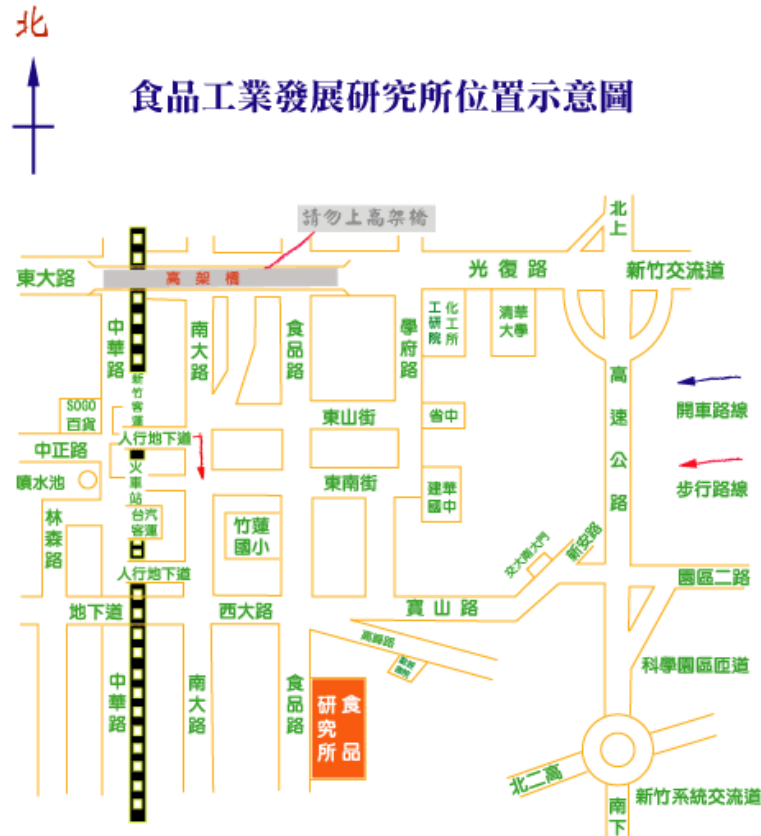 北
食品工業發展研究所位置示意圖
請勿上高架橋
北上
東大路
高架橋
光復路
新竹交流道
中華路
南大路
食品路
學府路
工研院
化工所
清華
大學
新竹客運
高速公路
開車路線
SOGO
百貨
東山街
省中
人行地下道
中正路
步行路線
噴水池
火車站
東南街
建華
國中
林森路
台汽
客運
竹蓮
國小
交大南大門
新安路
人行地下道
園區二路
地下道
西大路
寶山路
高峰路
科學園區匝道
中華路
南大路
食品路
食品
研究所
北二高
新竹系統交流道
南下